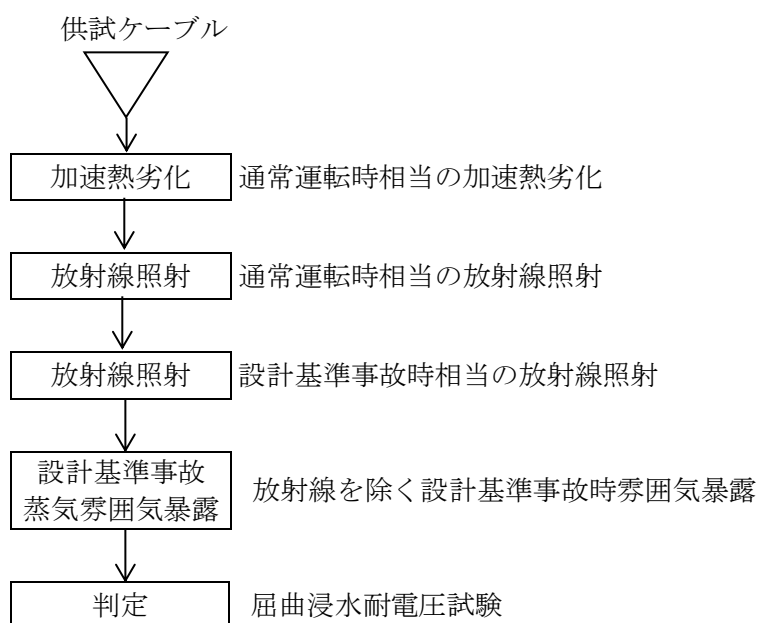 供試ケーブル
加速熱劣化
通常運転時相当の加速熱劣化
放射線照射
通常運転時相当の放射線照射
放射線照射
設計基準事故時相当の放射線照射
設計基準事故
蒸気雰囲気暴露
放射線を除く設計基準事故時雰囲気暴露
判定
屈曲浸水耐電圧試験